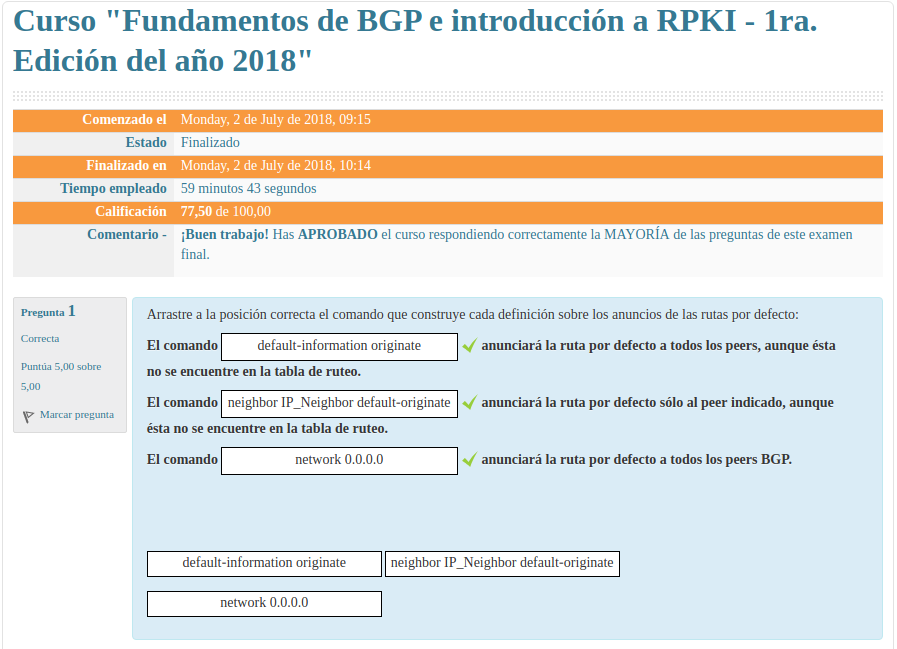 Curso "Fundamentos de BGP e introducción a RPKI - 1ra.
Edición del año 2018"
Comenzado el Monday, 2 de July de 2018, 09:15
Estado Finalizado
Finalizado en Monday, 2 de July de 2018, 10:14
Tiempo empleado 59 minutos 43 segundos
Calificación 77,50 de 100,00
Comentario - ¡Buen trabajo! Has APROBADO el curso respondiendo correctamente la MAYORÍA de las preguntas de este examen
final.
Pregunta 1
Correcta
Puntúa 5,00 sobre
5,00
Marcar pregunta
Arrastre a la posición correcta el comando que construye cada definición sobre los anuncios de las rutas por defecto:
El comando default-information originate anunciará la ruta por defecto a todos los peers, aunque ésta
no se encuentre en la tabla de ruteo.
El comando neighbor IP_Neighbor default-originate anunciará la ruta por defecto sólo al peer indicado, aunque
ésta no se encuentre en la tabla de ruteo.
El comando network 0.0.0.0 anunciará la ruta por defecto a todos los peers BGP.
default-information originate neighbor IP_Neighbor default-originate
network 0.0.0.0